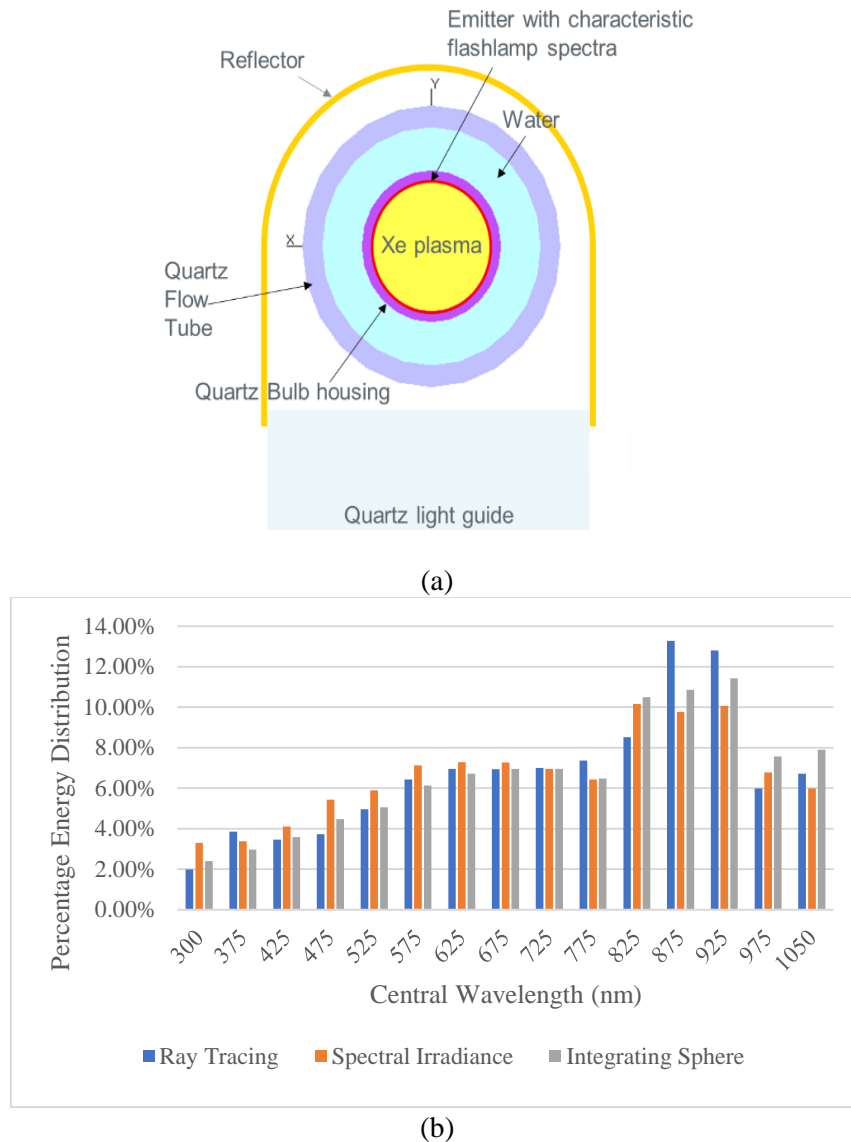 Emitter with characteristic
flashlamp spectra
Reflector
Y
Water
X
Xe plasma
Quartz
Flow
Tube
Quartz Bulb housing
Quartz light guide
(a)
14.00%
12.00%
10.00%
8.00%
6.00%
4.00%
2.00%
0.00%
Percentage Energy Distribution
300 375 425 475 525 575 625 675 725 775 825 875 925 975 1050
Central Wavelength (nm)
Ray Tracing Spectral Irradiance Integrating Sphere
(b)